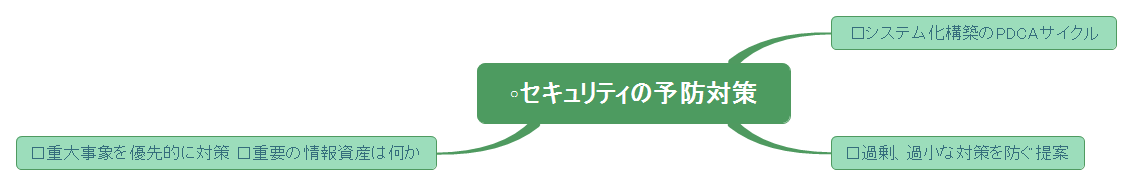 □システム化構築のPDCAサイクル
◦セキュリティの予防対策
□重大事象を優先的に対策 □重要の情報資産は何か
□過剰、過小な対策を防ぐ提案